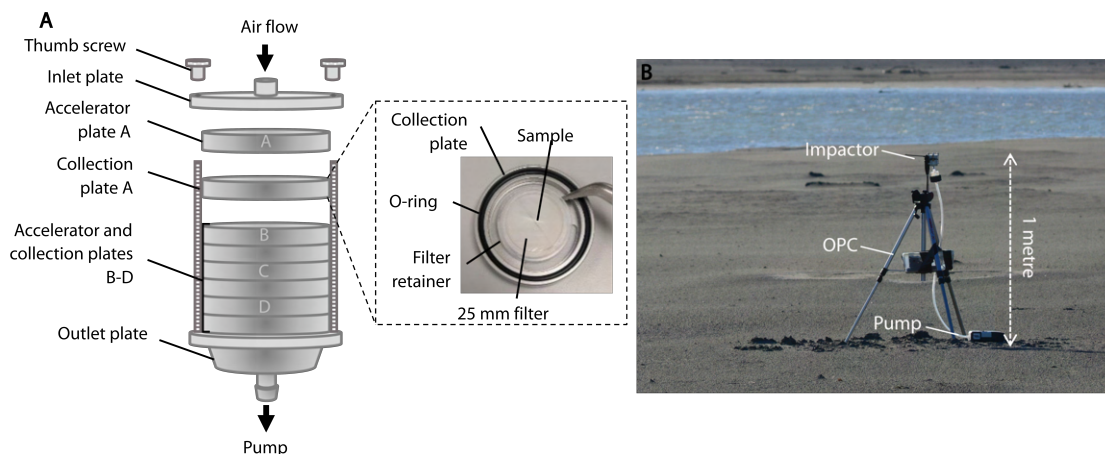 A
Air flow
Thumb screw
Inlet plate
Accelerator
plate A
A
Collection
plate A
Accelerator and
collection plates
B-D
B
C
D
Outlet plate
Pump
Collection
plate
Sample
O-ring
Filter
retainer
25 mm filter
B
Impactor
OPC
1 metre
Pump